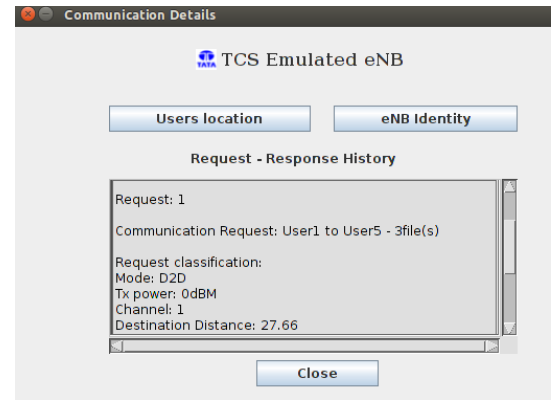 Communication Details
TATA
TCS Emulated eNB
Users location
eNB Identity
Request - Response History
Request: 1
Communication Request: User1 to User5 - 3file(s)
Request classification:
Mode: D2D
Tx power: 0dBM
Channel: 1
Destination Distance: 27.66
Close